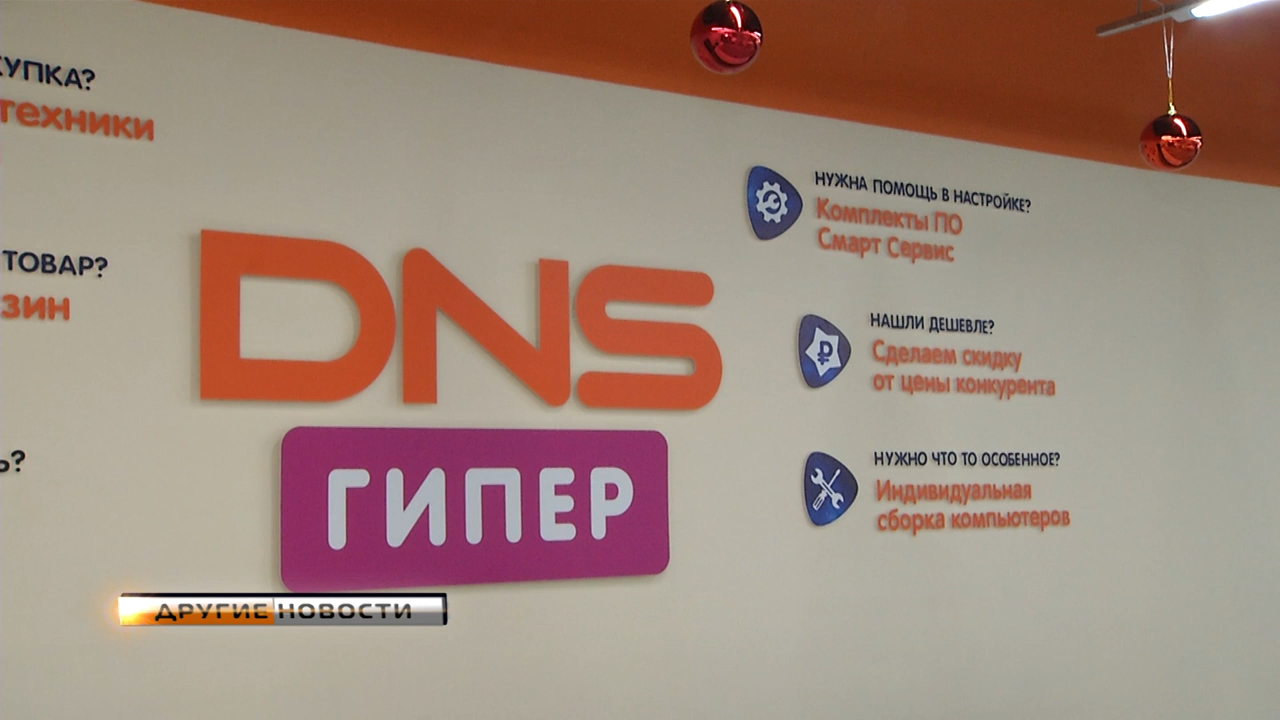 КУПКА?
техники
ТОВАР?
зин
ь?
DNS
ГИПЕР
НУЖНА ПОМОЩЬ В НАСТРОЙКЕ?
Комплекты ПО
Смарт Сервис
НАШЛИ ДЕШЕВЛЕ?
Сделаем скидку
от цены конкурента
НУЖНО ЧТО ТО ОСОБЕННОЕ?
Индивидуальная
сборка компьютеров
ДРУГИЕ НОВОСТИ